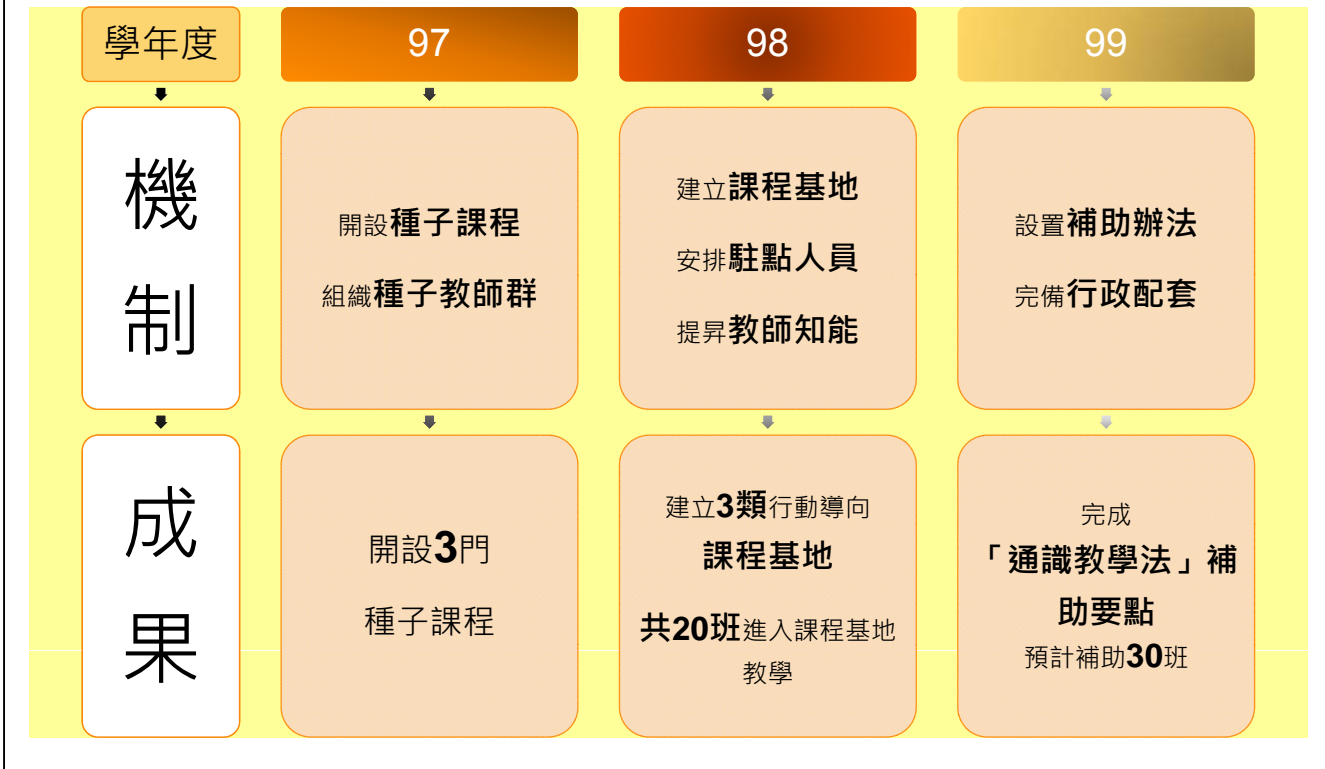 學年度
97
98
99
機
制
開設種子課程
組織種子教師群
建立課程基地
安排駐點人員
提昇教師知能
設置補助辦法
完備行政配套
成
果
開設3門
種子課程
建立3類行動導向
課程基地
共20班進入課程基地
教學
完成
「通識教學法」補
助要點
預計補助30班